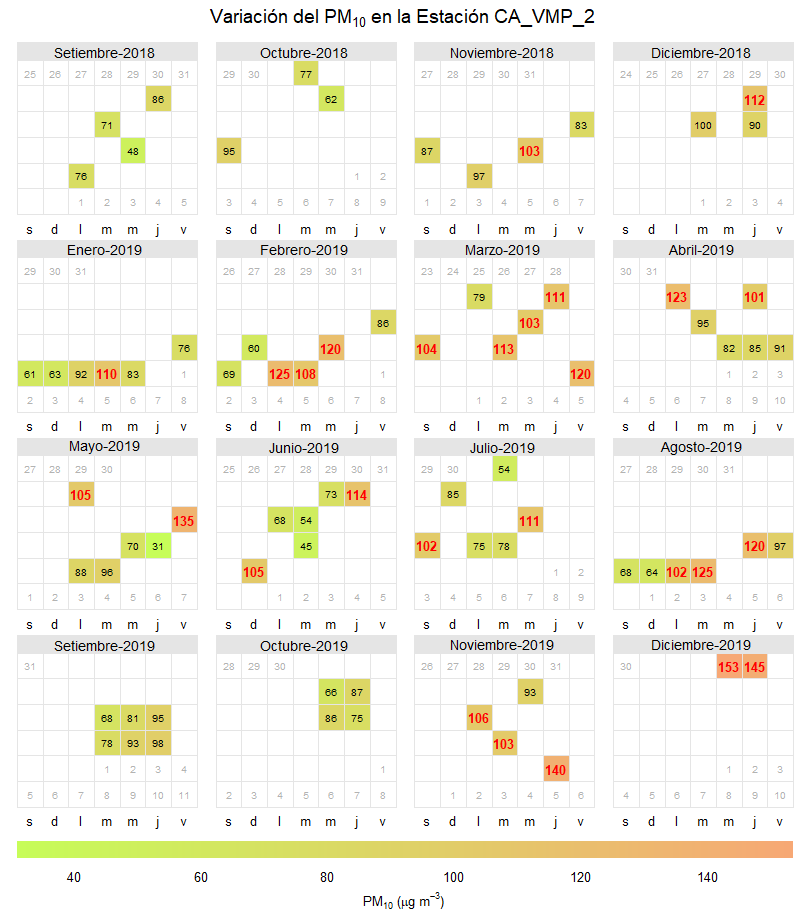 Variación del PM10 en la Estación CA_VMP_2
Setiembre-2018
25 26 27 28 29 30 31
86
71
48
76
1 2 3 4 5
s d l m m j v
Octubre-2018
29 30 77
62
95
1 2
3 4 5 6 7 8 9
s d l m m j v
Noviembre-2018
27 28 29 30 31
83
87 103
97
1 2 3 4 5 6 7
s d l m m j v
Diciembre-2018
24 25 26 27 28 29 30
112
100 90
1 2 3 4
s d l m m j v
Enero-2019
29 30 31
76
61 63 92 110 83 1
2 3 4 5 6 7 8
s d l m m j v
Febrero-2019
26 27 28 29 30 31
86
60 120
69 125 108 1
2 3 4 5 6 7 8
s d l m m j v
Marzo-2019
23 24 25 26 27 28
79 111
103
104 113
120
1 2 3 4 5
s d l m m j v
Abril-2019
30 31
123 101
95
82 85 91
1 2 3
4 5 6 7 8 9 10
s d l m m j v
Mayo-2019
27 28 29 30
105
135
70 31
88 96
1 2 3 4 5 6 7
s d l m m j v
Junio-2019
25 26 27 28 29 30 31
73 114
68 54
45
105
1 2 3 4 5
s d l m m j v
Julio-2019
29 30 54
85
111
102 75 78
1 2
3 4 5 6 7 8 9
s d l m m j v
Agosto-2019
27 28 29 30 31
120 97
68 64 102 125
1 2 3 4 5 6
s d l m m j v
Setiembre-2019
31
68 81 95
78 93 98
1 2 3 4
5 6 7 8 9 10 11
s d l m m j v
Octubre-2019
28 29 30
66 87
86 75
1
2 3 4 5 6 7 8
s d l m m j v
Noviembre-2019
26 27 28 29 30 31
93
106
103
140
1 2 3 4 5 6
s d l m m j v
Diciembre-2019
30 153 145
1 2 3
4 5 6 7 8 9 10
s d l m m j v
40 60 80 100 120 140
PM10 (μg m−3)